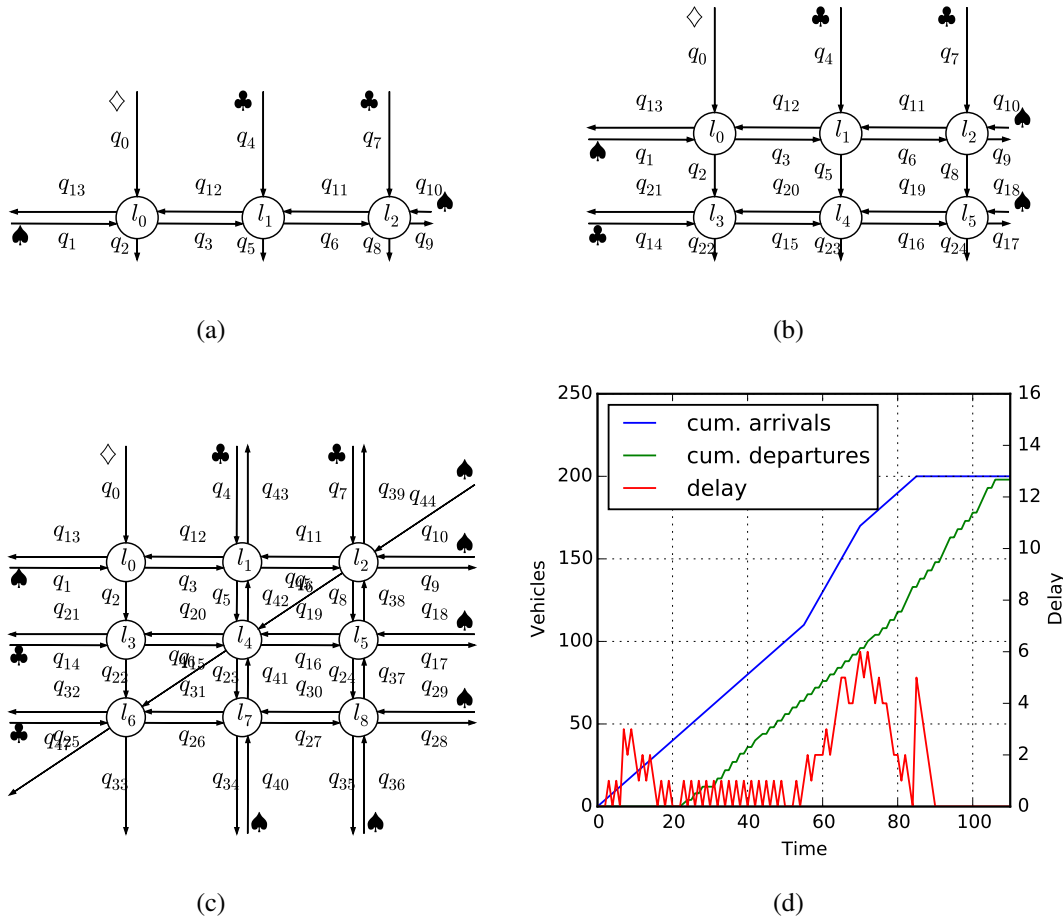 ♢ ♣ ♣
q0 q4 q7
q13 q12 q11 q10 ♠
l0 l1 l2
♠ q1 q2 q3 q5 q6 q8 q9
(a)
♢ ♣ ♣
q0 q4 q7
q13 q12 q11 q10 ♠
l0 l1 l2
♠ q1 q3 q6 q9
q2 q5 q8
q21 q20 q19 q18 ♠
l3 l4 l5
♣ q14 q22 q15 q23 q16 q24 q17
(b)
♢ ♣ ♣ ♠
q0 q4 q43 q7 q39 q44
q13 q12 q11 q10 ♠
l0 l1 l2
♠ q1 q2 q3 q5 q42 q6 q8 q38 q9
q21 q20 q19 q18 ♠
l3 l4 l5
♣ q14 q22 q15 q23 q41 q16 q24 q37 q17
q32 q31 q30 q29 ♠
l6 l7 l8
♣ q25 q26 q27 q28
q33 q34 q40 q35 q36
♠ ♠
(c)
250 16
200 14
150 12
100 10
50 8
0 6
4
2
0
cum. arrivals
cum. departures
delay
Vehicles
Delay
0 20 40 60 80 100
Time
(d)